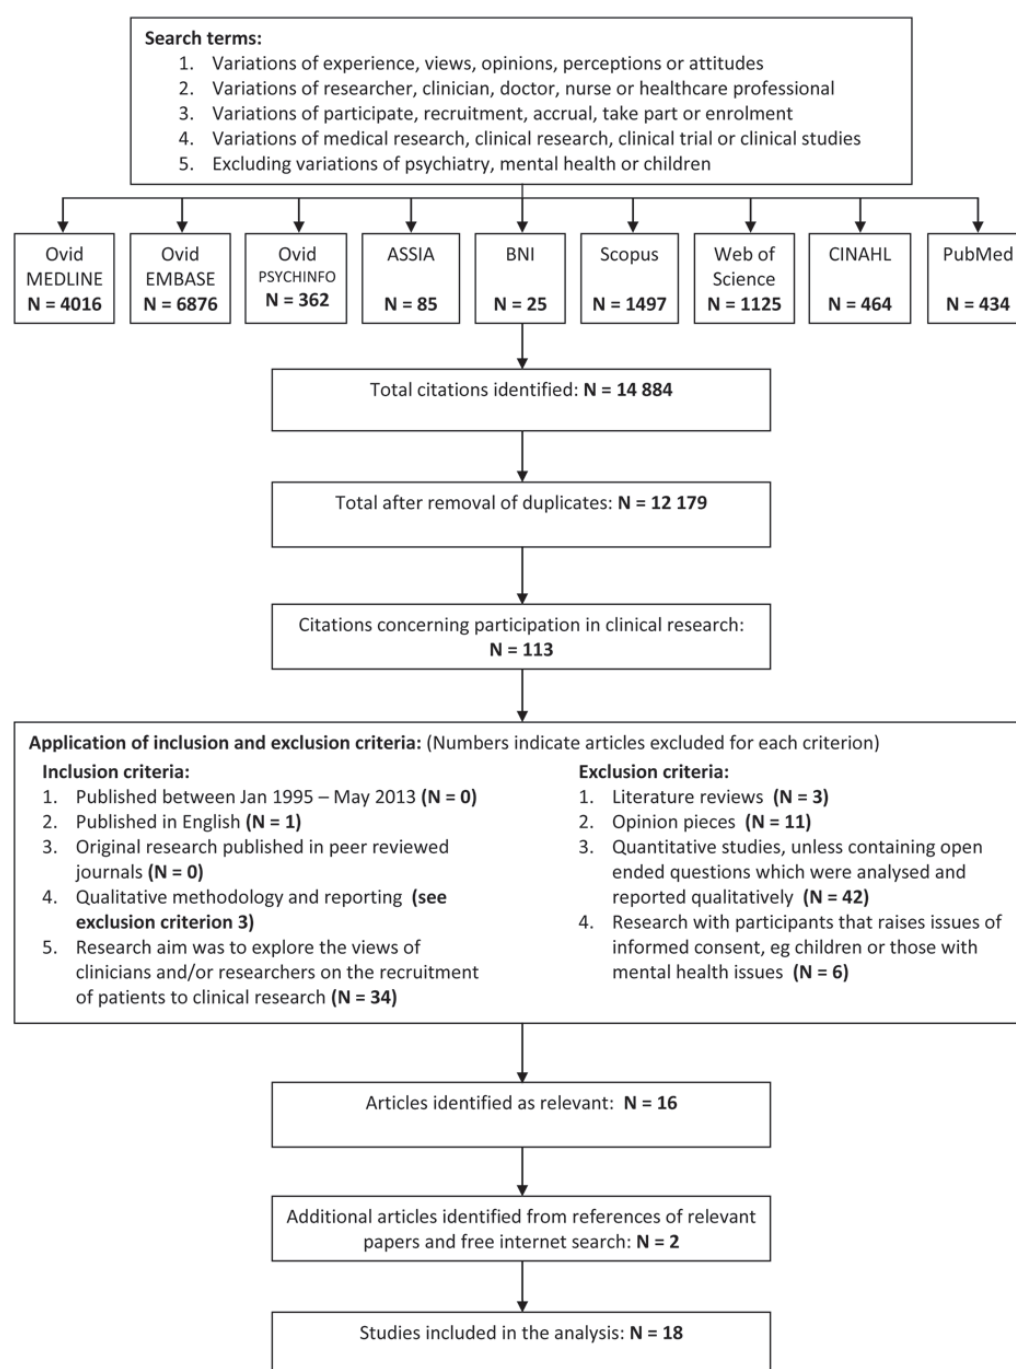 Search terms:
1. Variations of experience, views, opinions, perceptions or attitudes
2. Variations of researcher, clinician, doctor, nurse or healthcare professional
3. Variations of participate, recruitment, accrual, take part or enrolment
4. Variations of medical research, clinical research, clinical trial or clinical studies
5. Excluding variations of psychiatry, mental health or children
Ovid
MEDLINE
N = 4016
Ovid
EMBASE
N = 6876
Ovid
PSYCHINFO
N = 362
ASSIA
N = 85
BNI
N = 25
Scopus
N = 1497
Web of
Science
N = 1125
CINAHL
N = 464
PubMed
N = 434
Total citations identified: N = 14 884
Total after removal of duplicates: N = 12 179
Citations concerning participation in clinical research:
N = 113
Application of inclusion and exclusion criteria: (Numbers indicate articles excluded for each criterion)
Inclusion criteria:
1. Published between Jan 1995 – May 2013 (N = 0)
2. Published in English (N = 1)
3. Original research published in peer reviewed
journals (N = 0)
4. Qualitative methodology and reporting (see
exclusion criterion 3)
5. Research aim was to explore the views of
clinicians and/or researchers on the recruitment
of patients to clinical research (N = 34)
Exclusion criteria:
1. Literature reviews (N = 3)
2. Opinion pieces (N = 11)
3. Quantitative studies, unless containing open
ended questions which were analysed and
reported qualitatively (N = 42)
4. Research with participants that raises issues of
informed consent, eg children or those with
mental health issues (N = 6)
Articles identified as relevant: N = 16
Additional articles identified from references of relevant
papers and free internet search: N = 2
Studies included in the analysis: N = 18